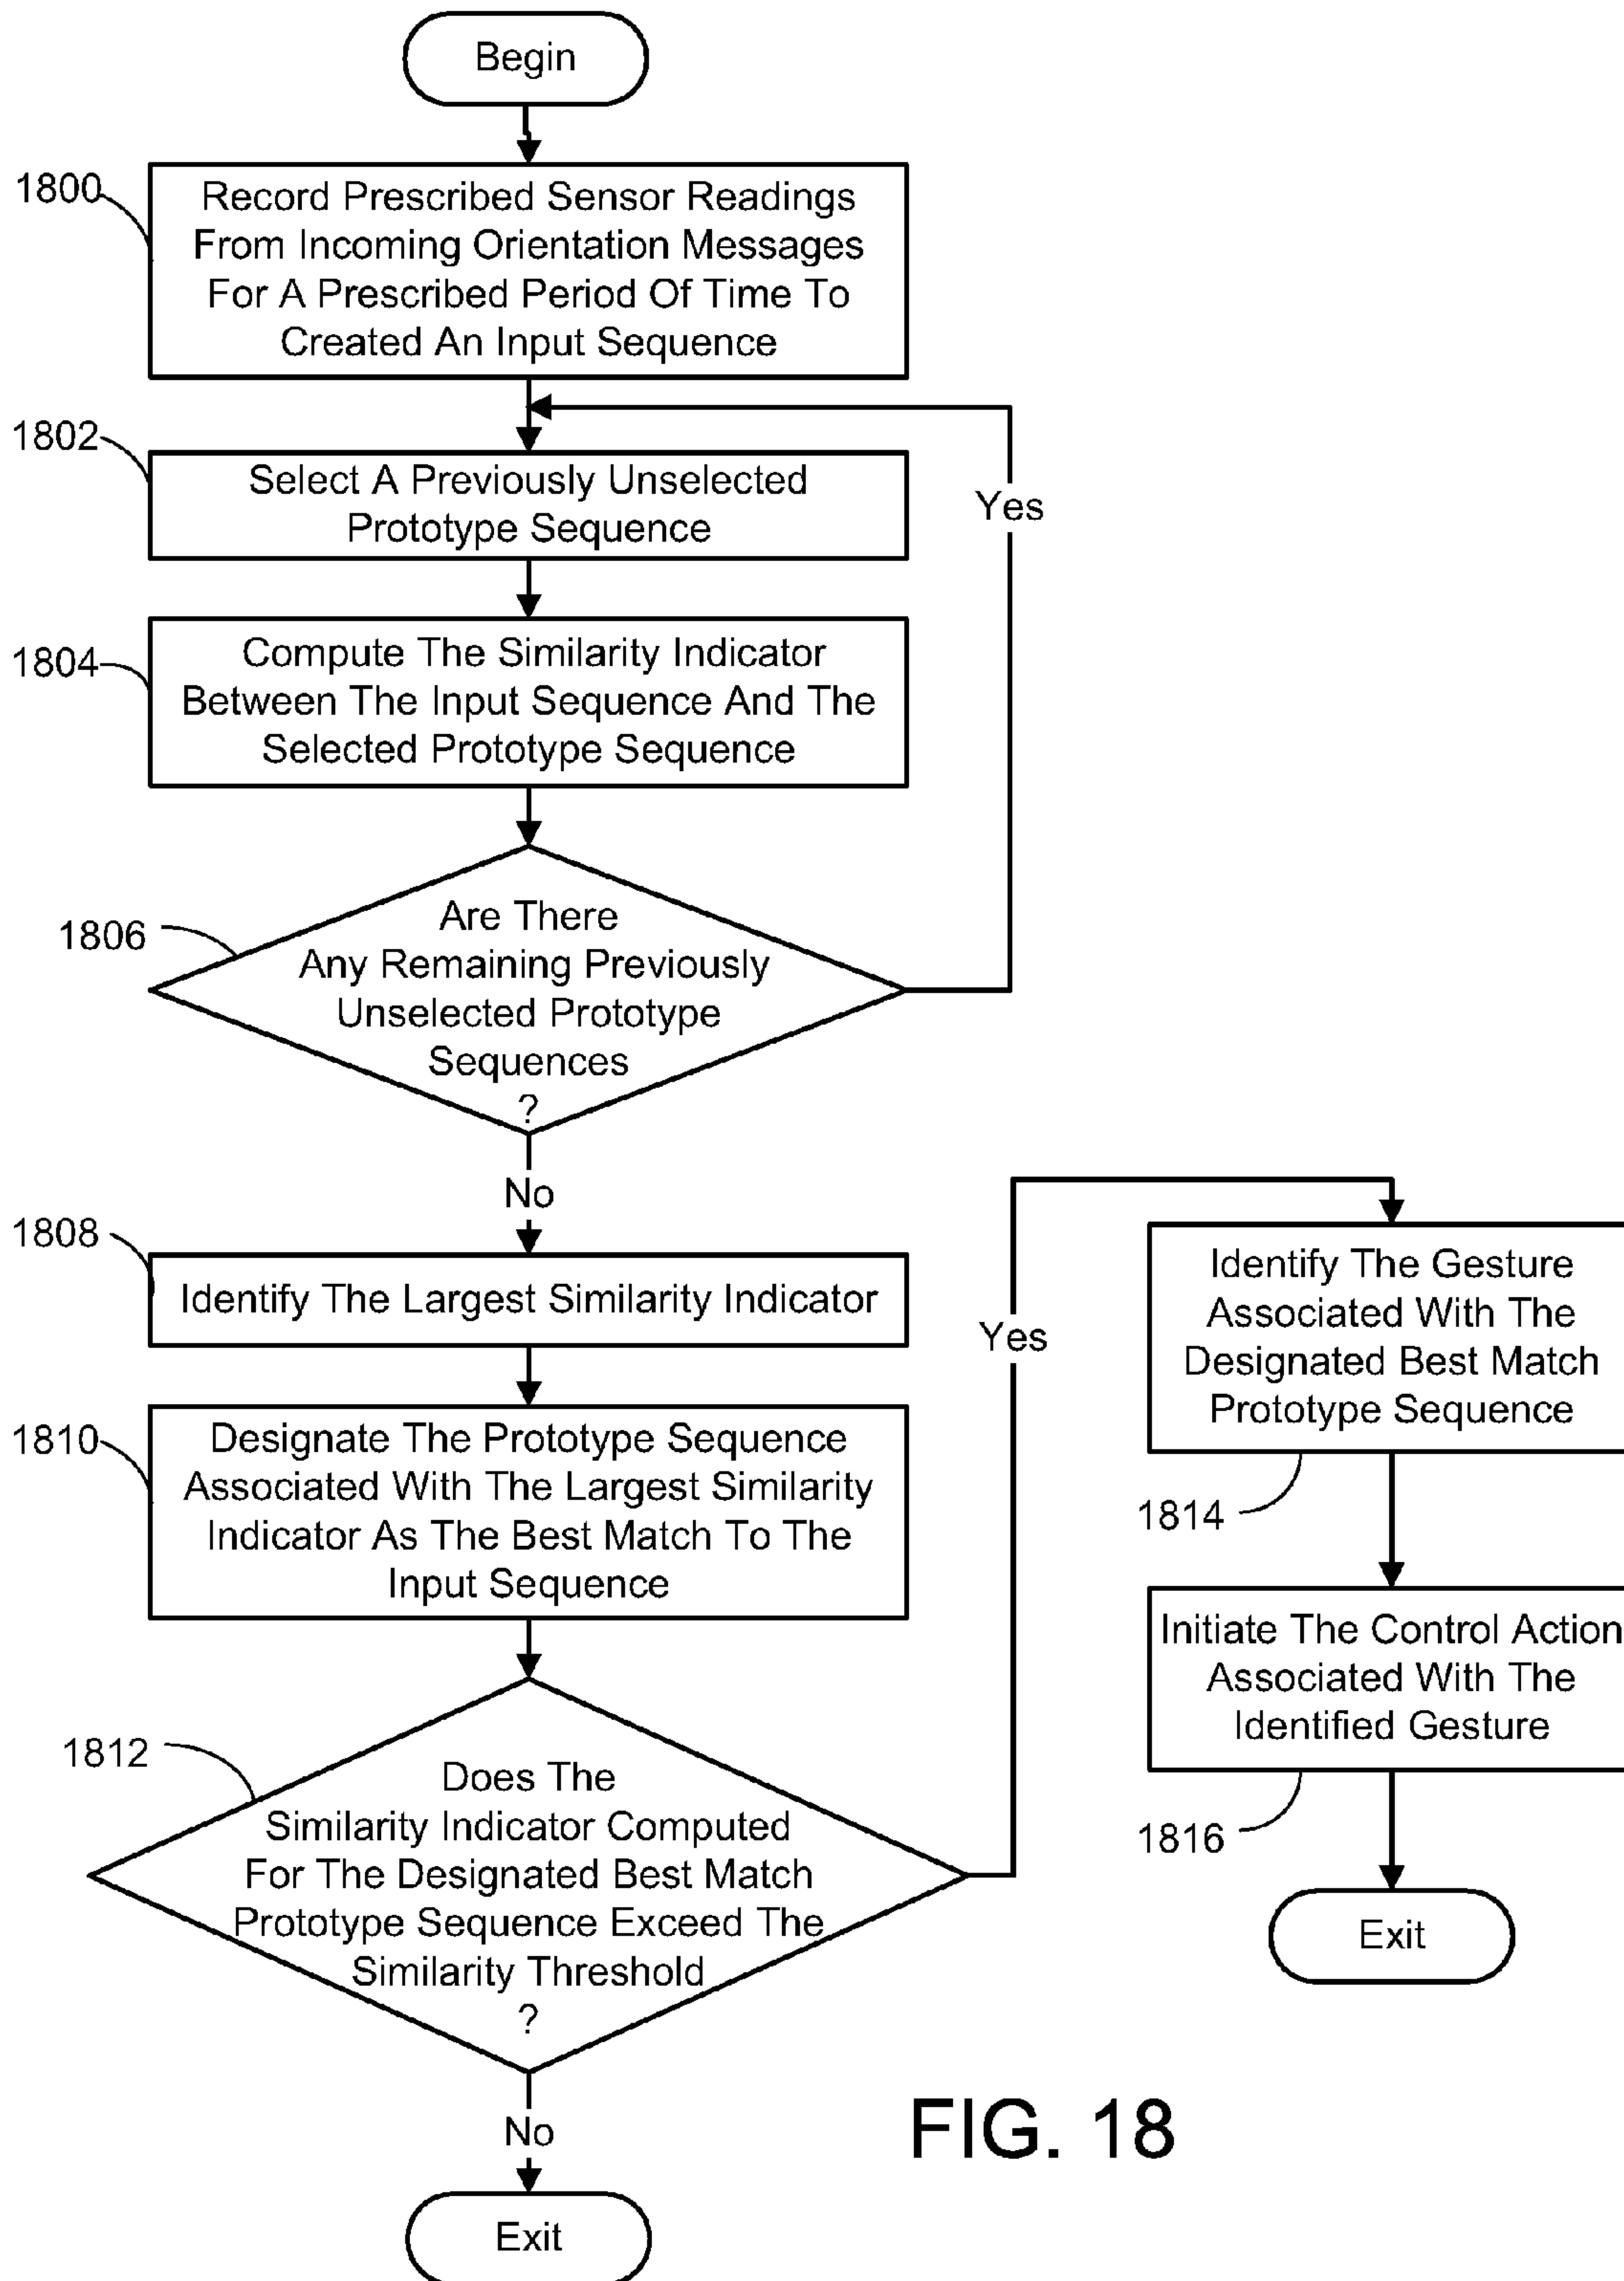 Begin
1800
Record Prescribed Sensor Readings
From Incoming Orientation Messages
For A Prescribed Period Of Time To
Created An Input Sequence
1802
Select A Previously Unselected
Prototype Sequence
Yes
1804
Compute The Similarity Indicator
Between The Input Sequence And The
Selected Prototype Sequence
1806
Are There
Any Remaining Previously
Unselected Prototype
Sequences
?
No
1808
Identify The Largest Similarity Indicator
1810
Designate The Prototype Sequence
Associated With The Largest Similarity
Indicator As The Best Match To The
Input Sequence
1812
Does The
Similarity Indicator Computed
For The Designated Best Match
Prototype Sequence Exceed The
Similarity Threshold
?
No
Exit
Yes
Identify The Gesture
Associated With The
Designated Best Match
Prototype Sequence
1814
Initiate The Control Action
Associated With The
Identified Gesture
1816
Exit
FIG. 18